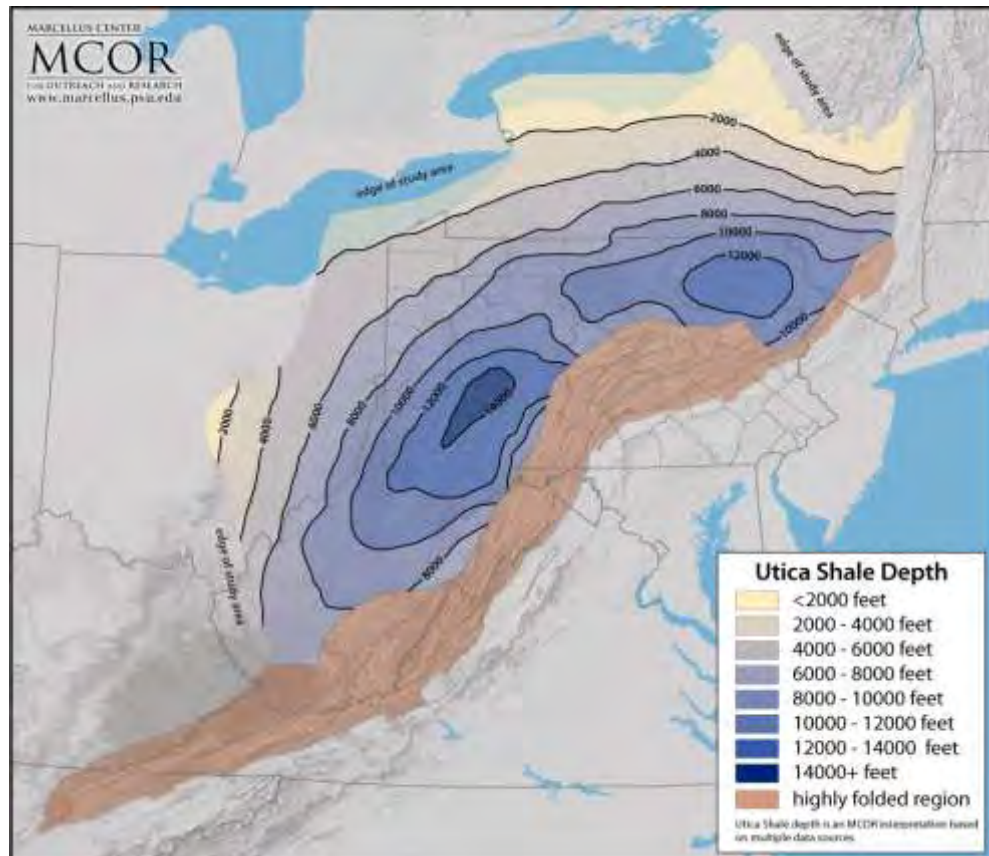 MARCELLUS CENTER
MCOR
FOR OUTREACH AND RESEARCH
www.marcellus.psu.edu
edge of study area
2000
4000
6000
8000
10000
12000
edge of study area
10000
2000
4000
6000
8000
10000
12000
14000
8000
edge of study area
Utica Shale Depth
<2000 feet
2000 - 4000 feet
4000 - 6000 feet
6000 - 8000 feet
8000 - 10000 feet
10000 - 12000 feet
12000 - 14000 feet
14000+ feet
highly folded region
Utica Shale depth is an MCOR interpretation based
on multiple data sources.